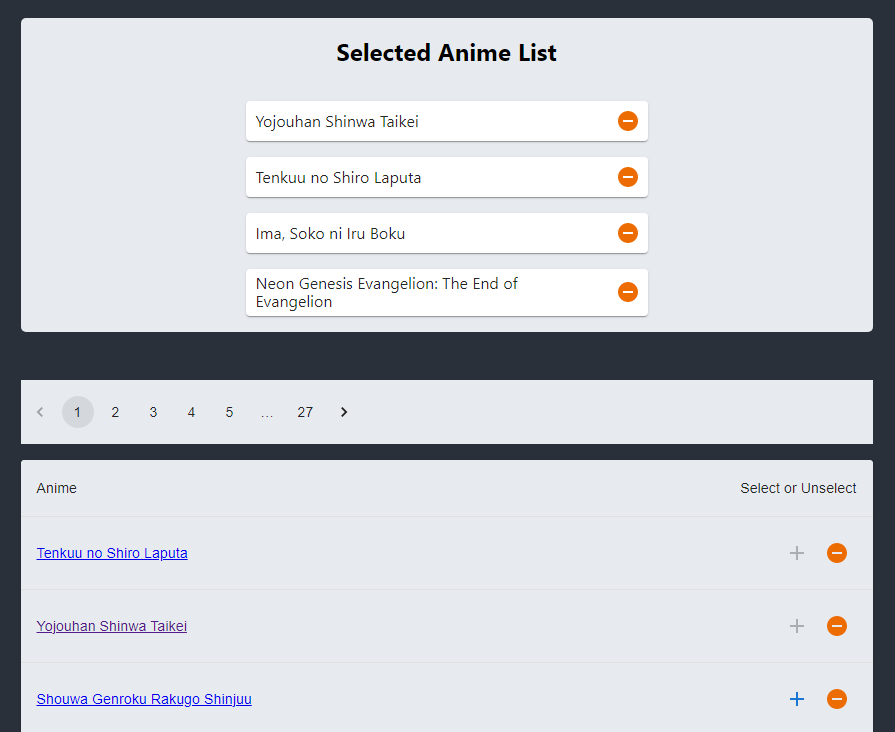 Selected Anime List
Yojouhan Shinwa Taikei
Tenkuu no Shiro Laputa
Ima, Soko ni Iru Boku
Neon Genesis Evangelion: The End of
Evangelion
1 2 3 4 5 ... 27
Anime Select or Unselect
Tenkuu no Shiro Laputa
Yojouhan Shinwa Taikei
Shouwa Genroku Rakugo Shinjuu